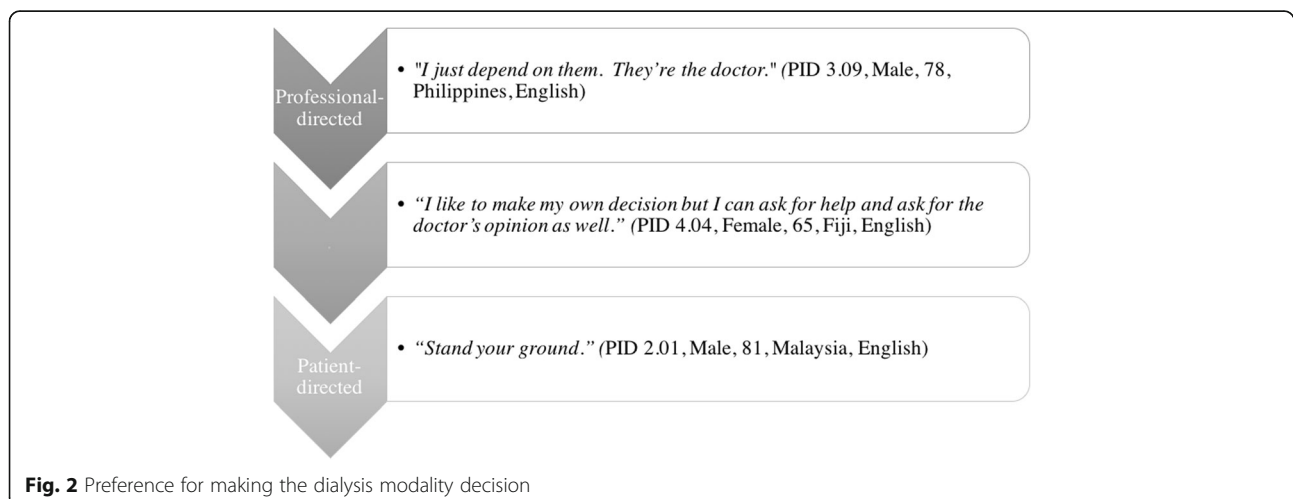 Professional-
directed
• "I just depend on them. They're the doctor." (PID 3.09, Male, 78,
Philippines, English)
.
• “I like to make my own decision but I can ask for help and ask for the
doctor’s opinion as well.” (PID 4.04, Female, 65, Fiji, English)
Patient-
directed
• “Stand your ground.” (PID 2.01, Male, 81, Malaysia, English)
Fig. 2 Preference for making the dialysis modality decision